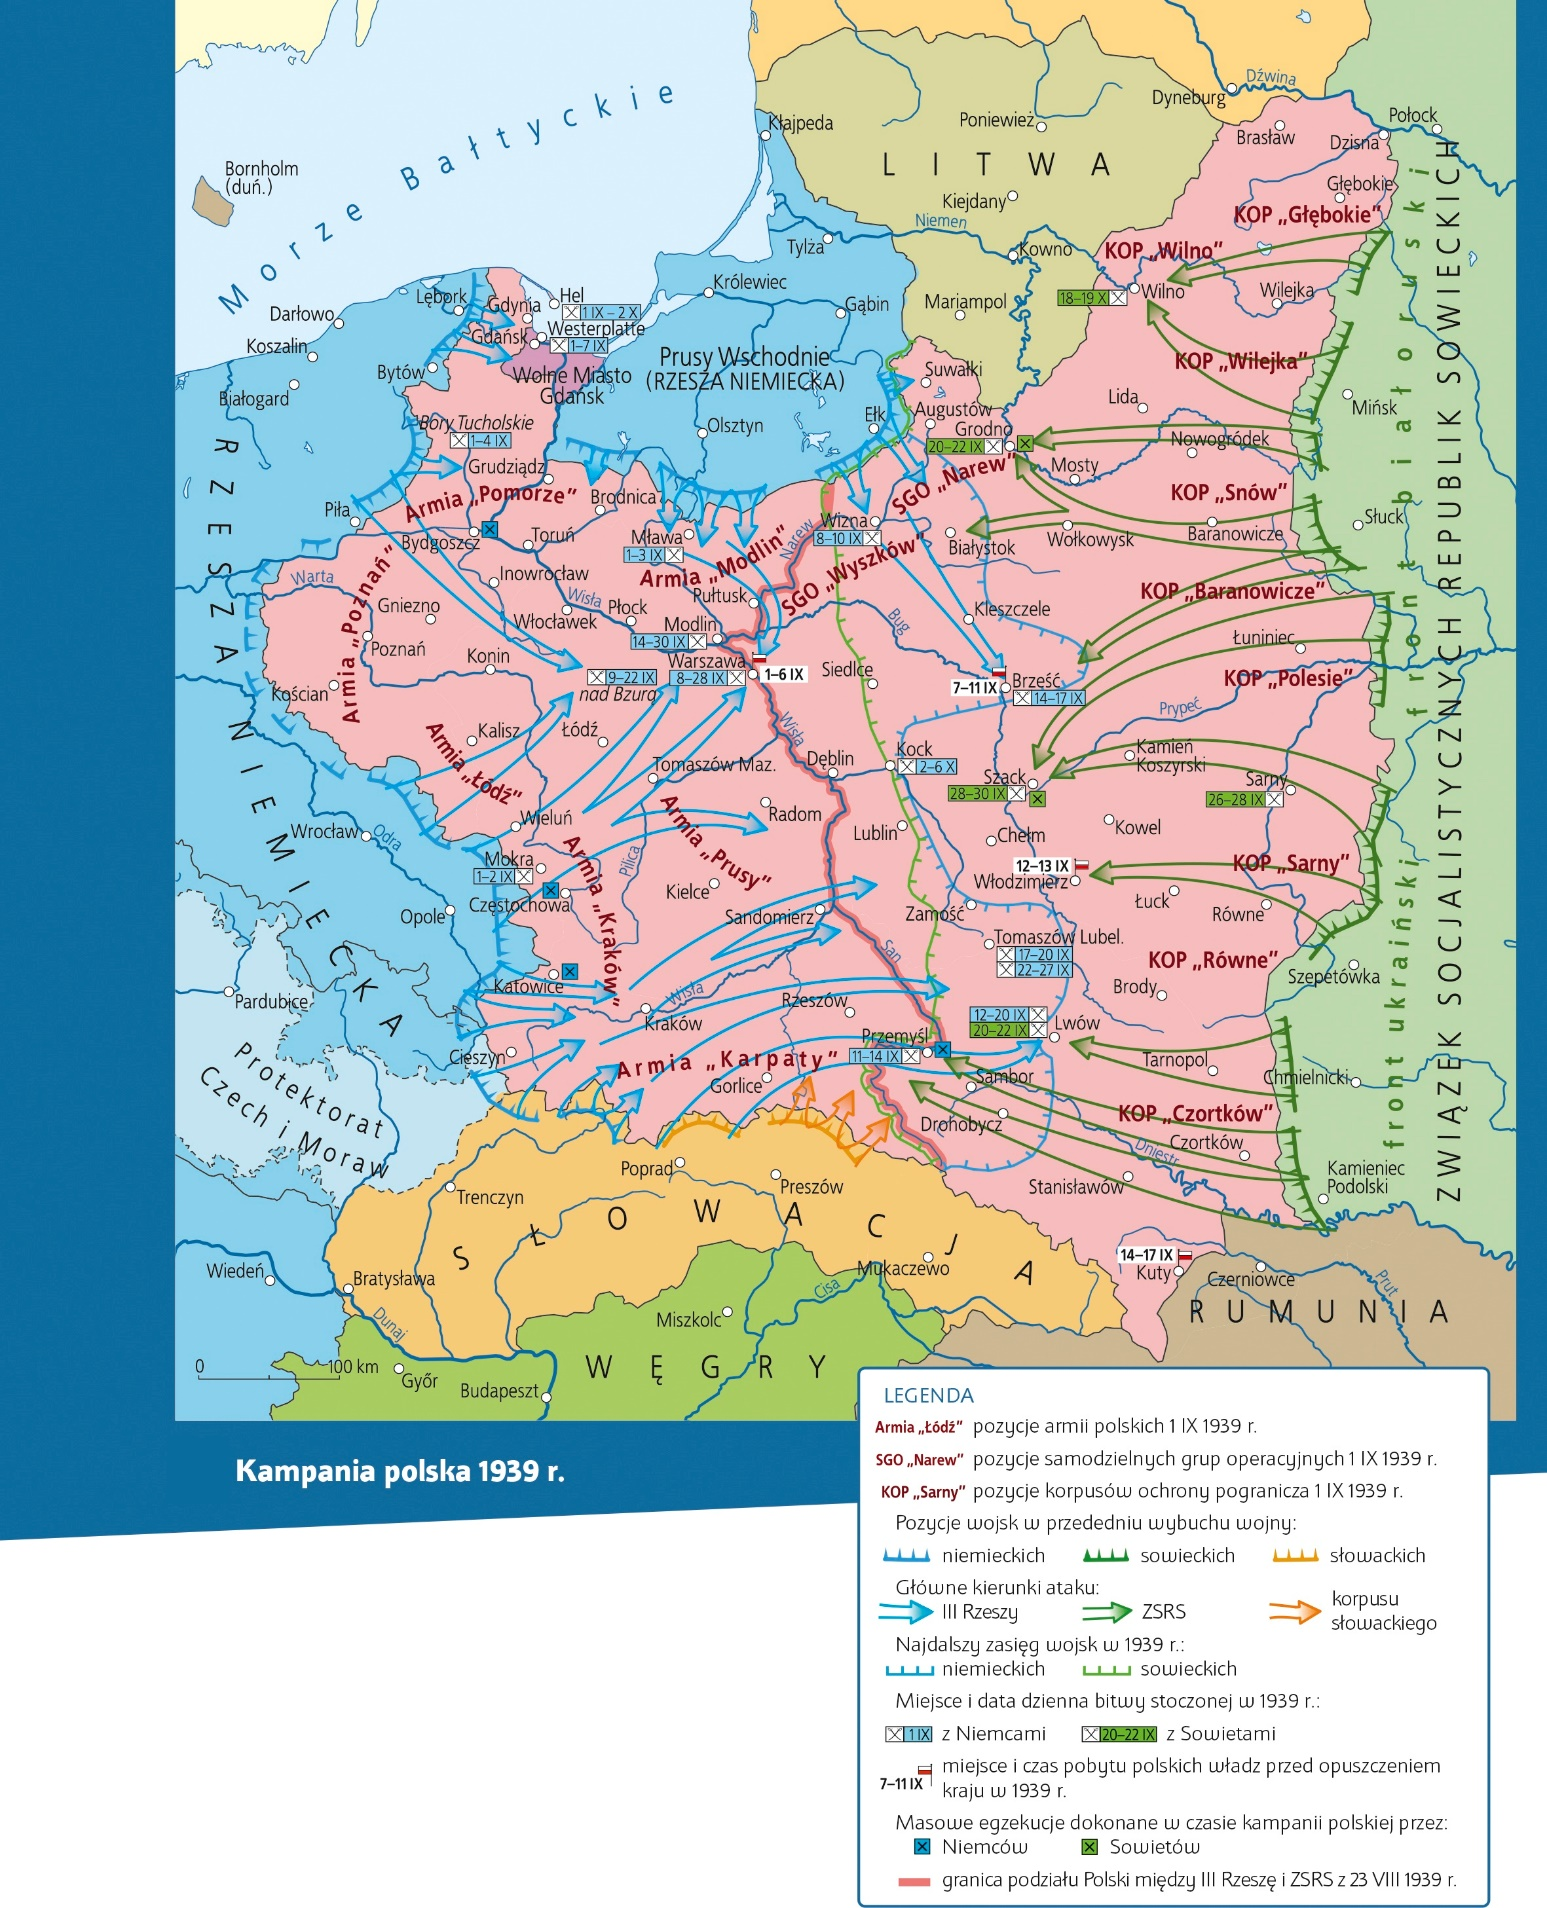 Morze Bałtyckie
Bornholm
(duń.)
Kłajpeda
Poniewież
Dyneburg
Dźwina
Połock
Brasław
Dzisna
LITWA
Głębokie
KOP „Głębokie”
Kiejdany
Niemen
Tylża
Kowno
KOP „Wilno”
Królewiec
Gąbin
Mariampol
18–19 X
Wilno
Wilejka
Lębork
Gdynia
Hel
1 IX – 2 X
Darłowo
Gdańsk
Westerplatte
1–7 IX
Koszalin
Bytów
Wolne Miasto
Gdańsk
Prusy Wschodnie
(RZESZA NIEMIECKA)
Suwałki
KOP „Wilejka”
Białogard
Bory Tucholskie
1–4 IX
Olsztyn
Ełk
Augustów
Grodno
20–22 IX
Lida
Mińsk
Nowogródek
Grudziądz
Armia „Pomorze”
Brodnica
SGO „Narew”
Mosty
KOP „Snów”
Piła
Bydgoszcz
Toruń
Mława
1–3 IX
Narew
Wizna
8–10 IX
Białystok
Wołkowysk
Baranowicze
Słuck
Armia „Modlin”
SGO „Wyszków”
Warta
Inowrocław
Armia „Poznań”
Gniezno
Wisła
Włocławek
Płock
Pułtusk
Modlin
14–30 IX
Bug
Kleszczele
KOP „Baranowicze”
Poznań
Konin
Warszawa
8–28 IX
1–6 IX
9–22 IX
nad Bzurą
Siedlce
7–11 IX
Brześć
14–17 IX
Łuniniec
KOP „Polesie”
Kościan
Prypeć
Kalisz
Łódź
Wisła
Armia „Łódź”
Tomaszów Maz.
Dęblin
Kock
2–6 X
Kamień
Koszyrski
Szack
28–30 IX
Sarny
26–28 IX
Wrocław
Odra
Wieluń
Radom
Armia „Prusy”
Lublin
Chełm
Kowel
Pilica
Mokra
1–2 IX
Częstochowa
Armia „Kraków”
Kielce
12–13 IX
Włodzimierz
KOP „Sarny”
Łuck
Równe
Opole
Sandomierz
Zamość
Tomaszów Lubel.
17–20 IX
22–27 IX
KOP „Równe”
Szepetówka
San
Katowice
Brody
Pardubice
Wisła
Kraków
Rzeszów
12–20 IX
20–22 IX
Lwów
Cieszyn
Przemyśl
11–14 IX
Armia „Karpaty”
Gorlice
Sambor
Tarnopol
Chmielnicki
Protektorat
Czech i Moraw
Drohobycz
KOP „Czortków”
Czortków
Dniestr
Stanisławów
Kamieniec
Podolski
Poprad
Preszów
Trenczyn
SŁOWACJA
14–17 IX
Kuty
Czerniowce
Prut
Wiedeń
Bratysława
Mukaczewo
Cisa
Dunaj
Miszkolc
RUMUNIA
WĘGRY
0
100 km
Győr
Budapeszt
RZESZA NIEMIECKA
front białoruski
front ukraiński
ZWIĄZEK SOCJALISTYCZNYCH REPUBLIK SOWIECKICH
Kampania polska 1939 r.
LEGENDA
Armia „Łódź” pozycje armii polskich 1 IX 1939 r.
SGO „Narew” pozycje samodzielnych grup operacyjnych 1 IX 1939 r.
KOP „Sarny” pozycje korpusów ochrony pogranicza 1 IX 1939 r.
Pozycje wojsk w przededniu wybuchu wojny:
niemieckich sowieckich słowackich
Główne kierunki ataku:
III Rzeszy ZSRS korpusu
słowackiego
Najdalszy zasięg wojsk w 1939 r.:
niemieckich sowieckich
Miejsce i data dzienna bitwy stoczonej w 1939 r.:
1 IX z Niemcami 20–22 IX z Sowietami
7–11 IX miejsce i czas pobytu polskich władz przed opuszczeniem
kraju w 1939 r.
Masowe egzekucje dokonane w czasie kampanii polskiej przez:
Niemców Sowietów
granica podziału Polski między III Rzeszę i ZSRS z 23 VIII 1939 r.